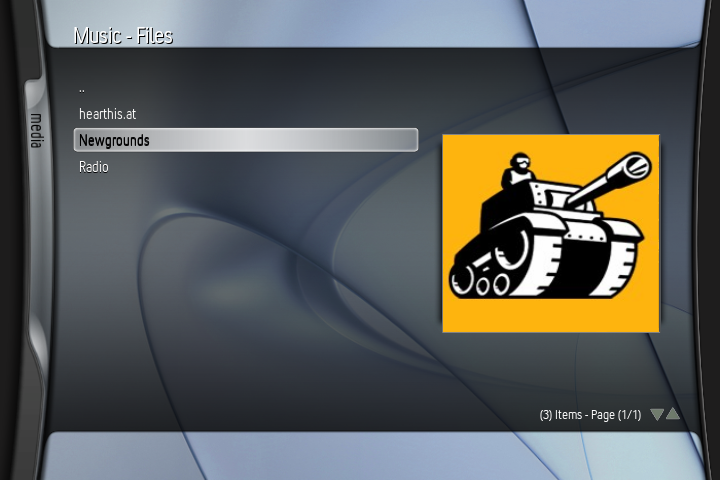 Music - Files
media
..
hearthis.at
Newgrounds
Radio
(3) Items - Page (1/1)